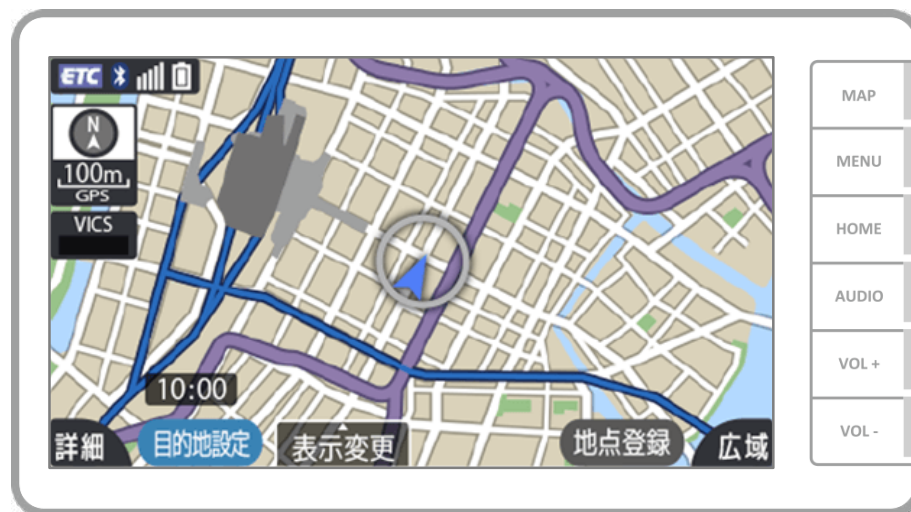 ETC
N
100m
GPS
VICS
10:00
詳細
目的地設定
表示変更
地点登録
広域
MAP
MENU
HOME
AUDIO
VOL +
VOL -